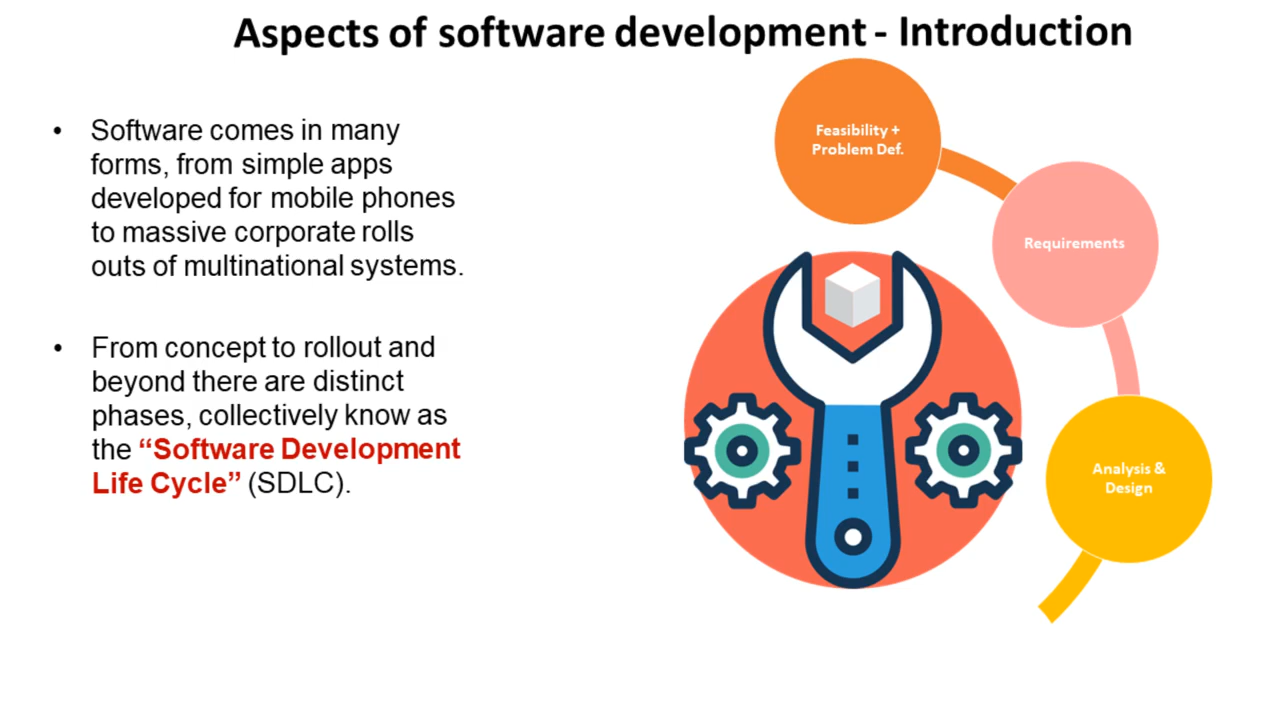 Aspects of software development - Introduction
• Software comes in many
forms, from simple apps
developed for mobile phones
to massive corporate rolls
outs of multinational systems.
• From concept to rollout and
beyond there are distinct
phases, collectively know as
the “Software Development
Life Cycle” (SDLC).
Feasibility +
Problem Def.
Requirements
Analysis &
Design